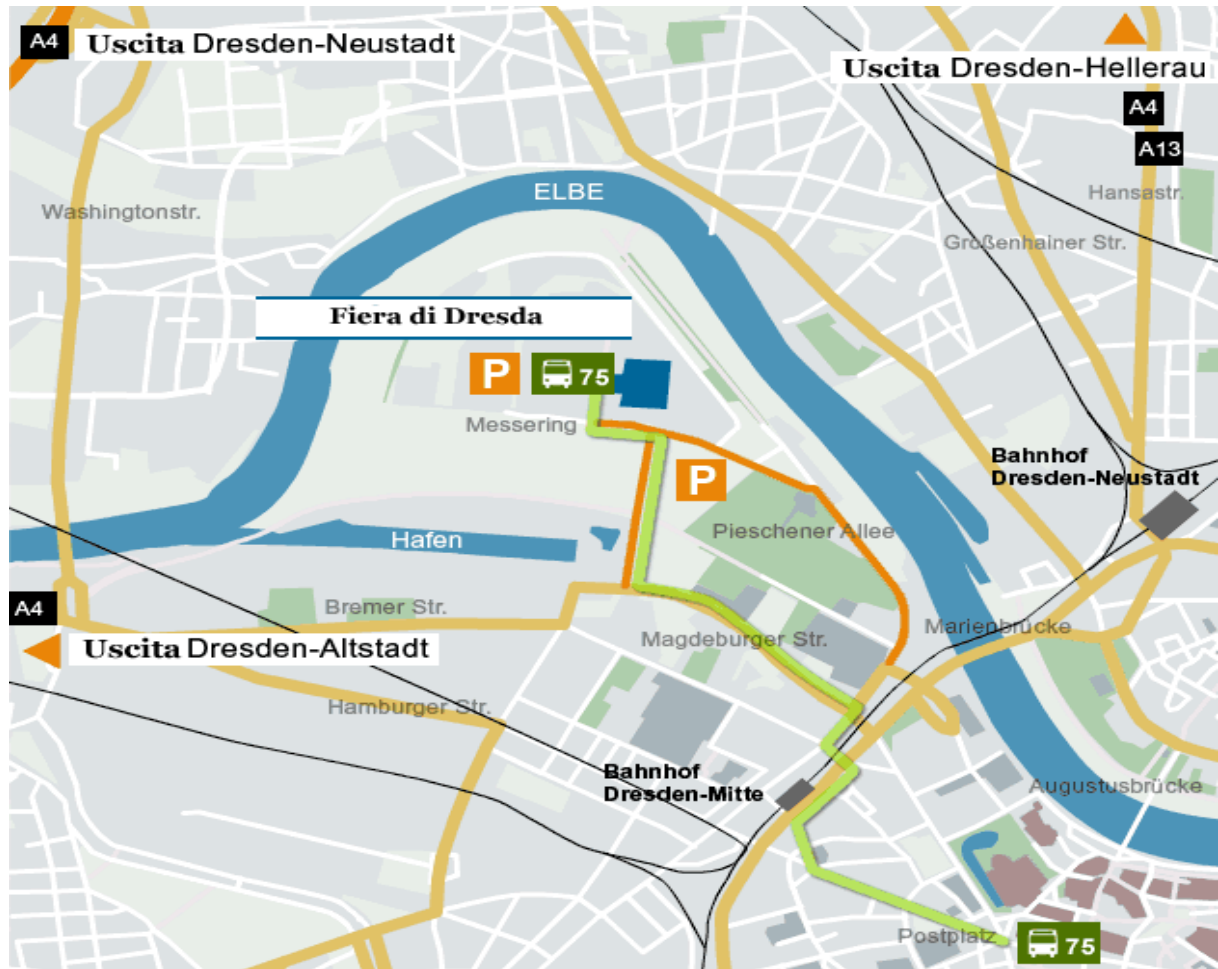 A4 Uscita Dresden-Neustadt
Uscita Dresden-Hellerau
A4
A13
Hansastr.
ELBE
Washingtonstr.
Großenhainer Str.
Fiera di Dresda
P
75
Messering
Bahnhof
Dresden-Neustadt
P
Pieschener Allee
Hafen
A4
Bremer Str.
Marienbrücke
Magdeburger Str.
Uscita Dresden-Altstadt
Hamburger Str.
Bahnhof
Dresden-Mitte
Augustusbrücke
Postplatz
75